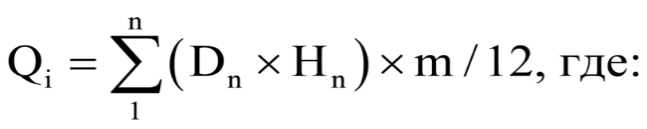 Qᵢ = ∑₁ⁿ (Dₙ × Hₙ) × m / 12, где: